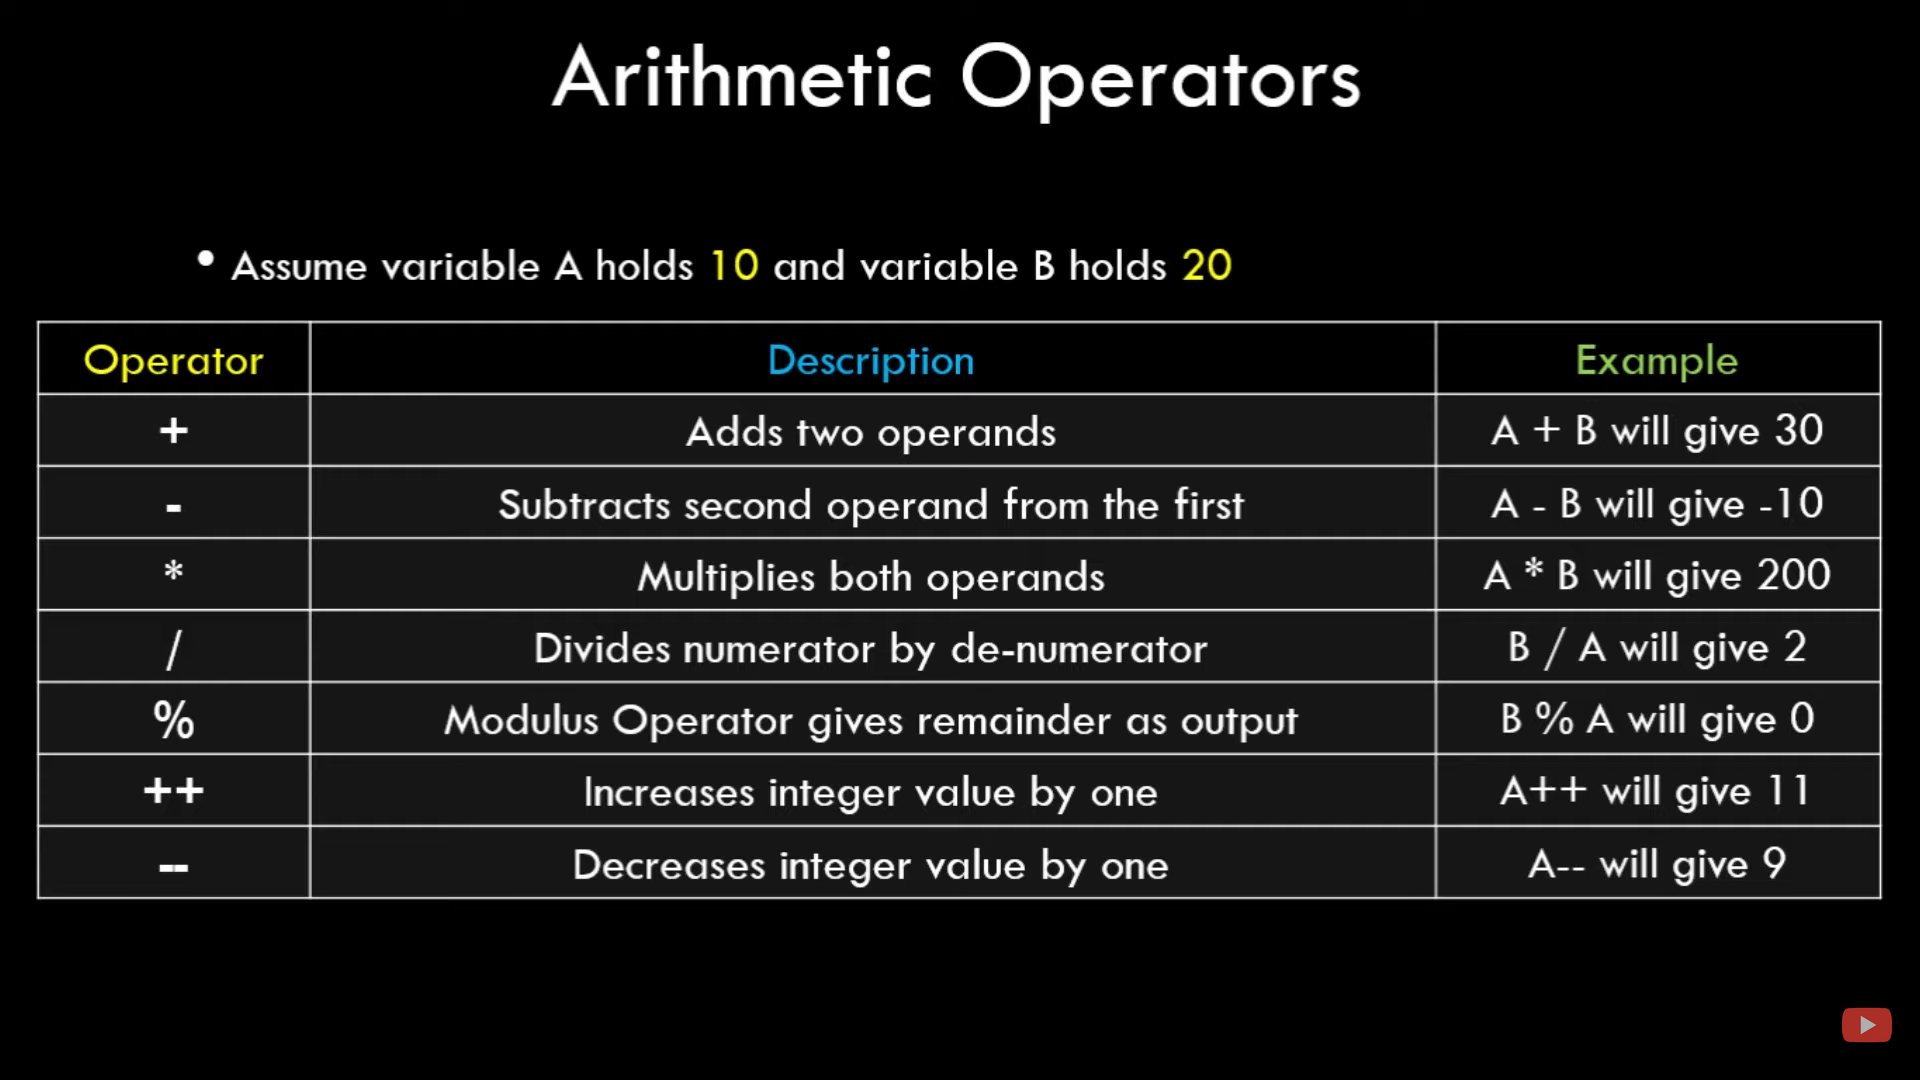 Arithmetic Operators
• Assume variable A holds 10 and variable B holds 20
Operator Description Example
+ Adds two operands A + B will give 30
- Subtracts second operand from the first A - B will give -10
* Multiplies both operands A * B will give 200
/ Divides numerator by de-numerator B / A will give 2
% Modulus Operator gives remainder as output B % A will give 0
++ Increases integer value by one A++ will give 11
-- Decreases integer value by one A-- will give 9